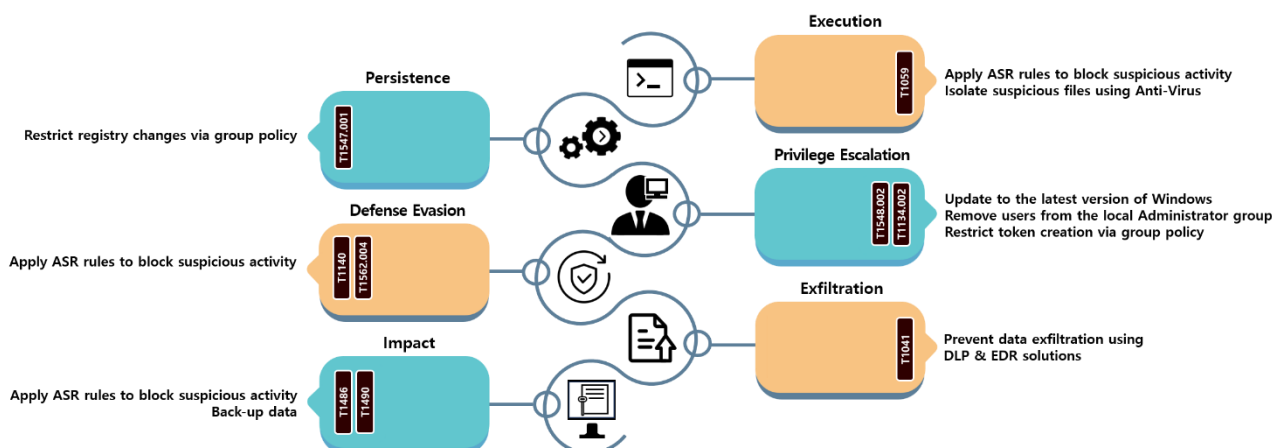 Execution
T1059
Apply ASR rules to block suspicious activity
Isolate suspicious files using Anti-Virus
Persistence
T1547.001
Restrict registry changes via group policy
Privilege Escalation
T1548.002
T1134.002
Update to the latest version of Windows
Remove users from the local Administrator group
Restrict token creation via group policy
Defense Evasion
T1140
T1562.004
Apply ASR rules to block suspicious activity
Exfiltration
T1041
Prevent data exfiltration using
DLP & EDR solutions
Impact
T1486
T1490
Apply ASR rules to block suspicious activity
Back-up data